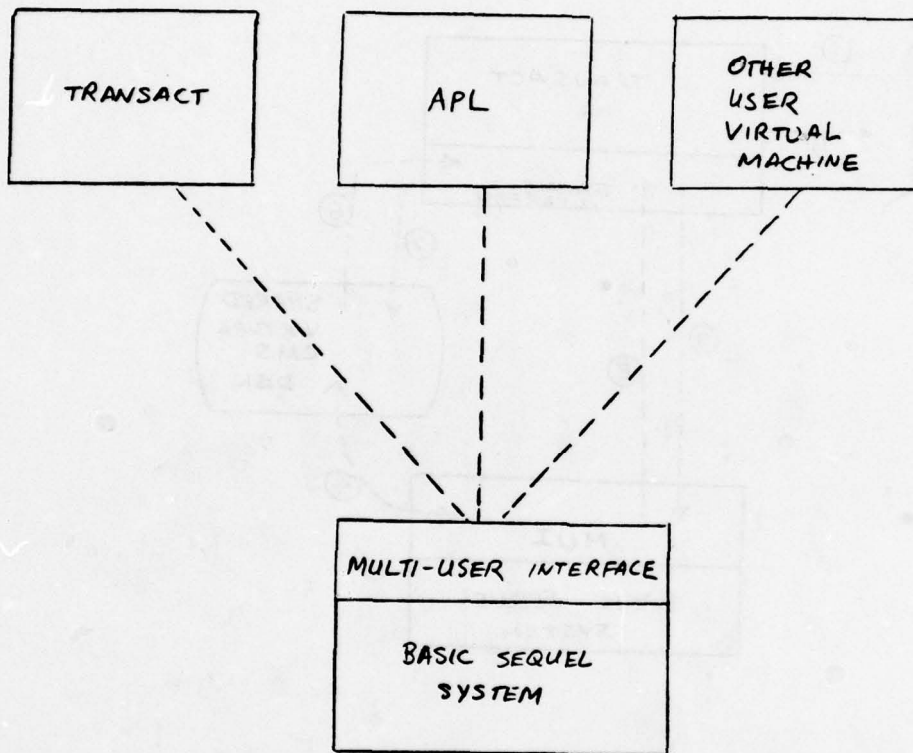 TRANSACT
APL
OTHER
USER
VIRTUAL
MACHINE
MULTI-USER INTERFACE
BASIC SEQUEL
SYSTEM